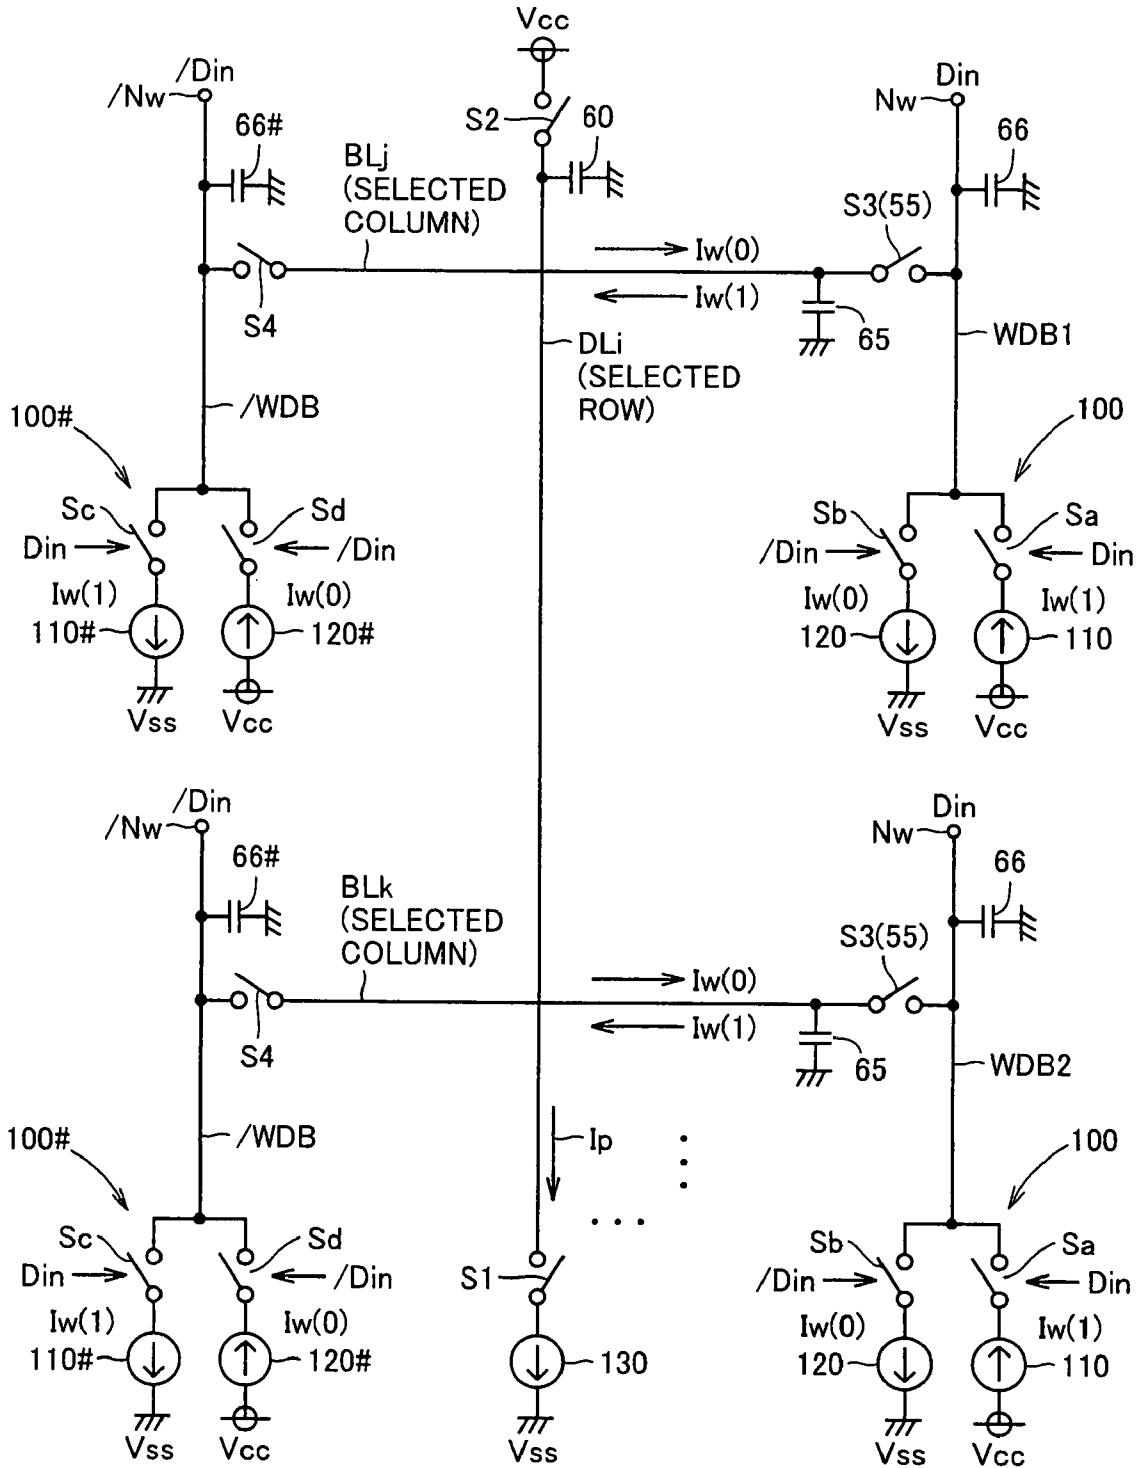 Vcc
/Din
/Nw
66#
S2
60
Din
Nw
66
BLj
(SELECTED
COLUMN)
S3(55)
Iw(0)
Iw(1)
S4
65
WDB1
DLi
(SELECTED
ROW)
/WDB
100#
100
Sc
Sd
Din
/Din
Iw(1)
Iw(0)
110#
120#
Vss
Vcc
Sb
Sa
/Din
Din
Iw(0)
Iw(1)
120
110
Vss
Vcc
/Din
/Nw
66#
Din
Nw
66
BLk
(SELECTED
COLUMN)
S3(55)
Iw(0)
Iw(1)
S4
65
WDB2
/WDB
Ip
100#
100
Sc
Sd
Din
/Din
Iw(1)
Iw(0)
110#
120#
Vss
Vcc
S1
130
Vss
Sb
Sa
/Din
Din
Iw(0)
Iw(1)
120
110
Vss
Vcc